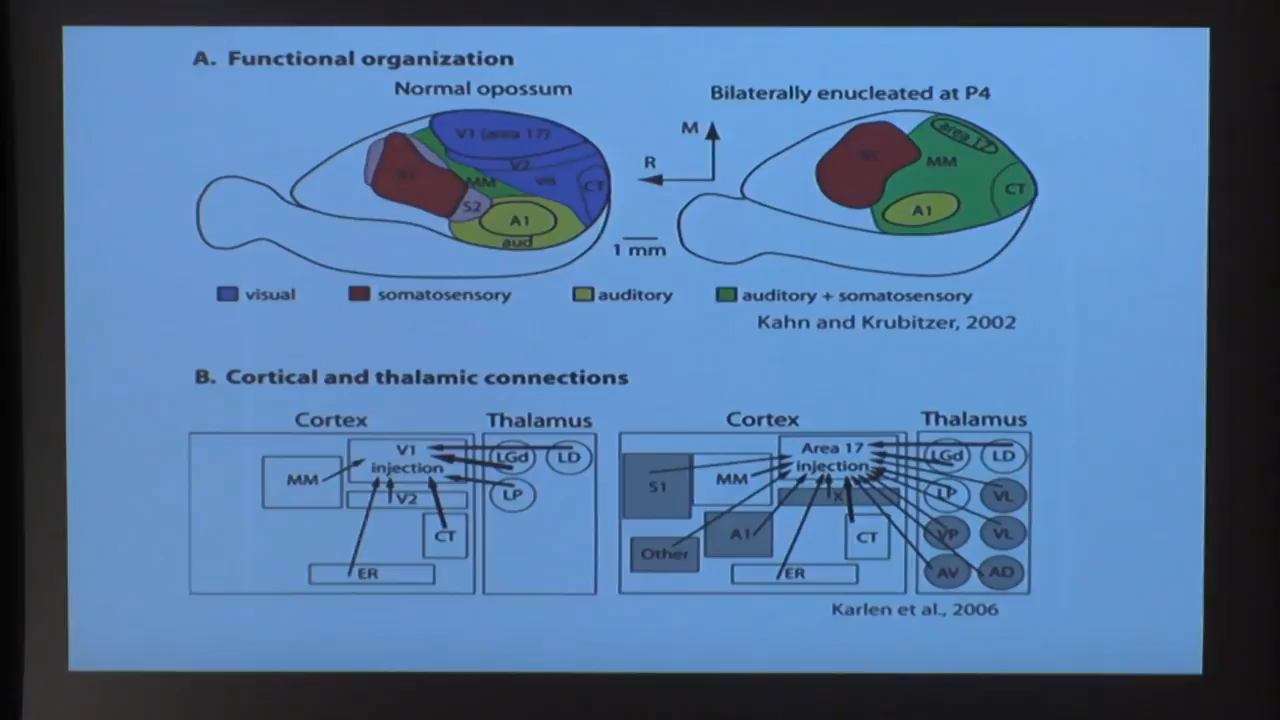 A. Functional organization
Normal opossum
Bilaterally enucleated at P4
V1 (area 17)
V2
vis
CT
MM
S1
S2
A1
aud
M
R
1 mm
S1
area 17
MM
CT
A1
visual
somatosensory
auditory
auditory + somatosensory
Kahn and Krubitzer, 2002
B. Cortical and thalamic connections
Cortex
Thalamus
Cortex
Thalamus
V1
injection
MM
V2
CT
ER
LGd
LD
LP
Area 17
injection
S1
MM
X
A1
CT
Other
ER
LGd
LD
LP
VL
VP
VL
AV
AD
Karlen et al., 2006